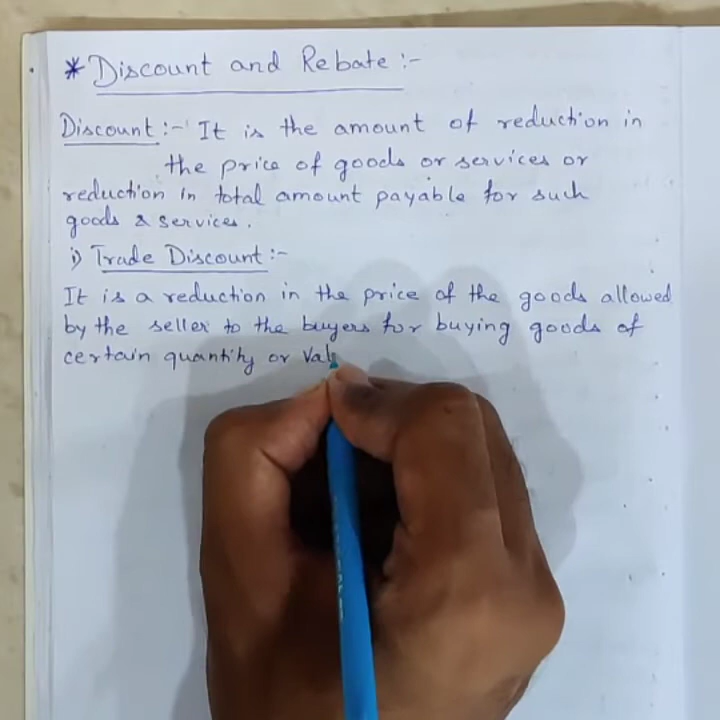 * Discount and Rebate :-
Discount :- It is the amount of reduction in
the price of goods or services or
reduction in total amount payable for such
goods & services.
i) Trade Discount :-
It is a reduction in the price of the goods allowed
by the seller to the buyers for buying goods of
certain quantity or Val